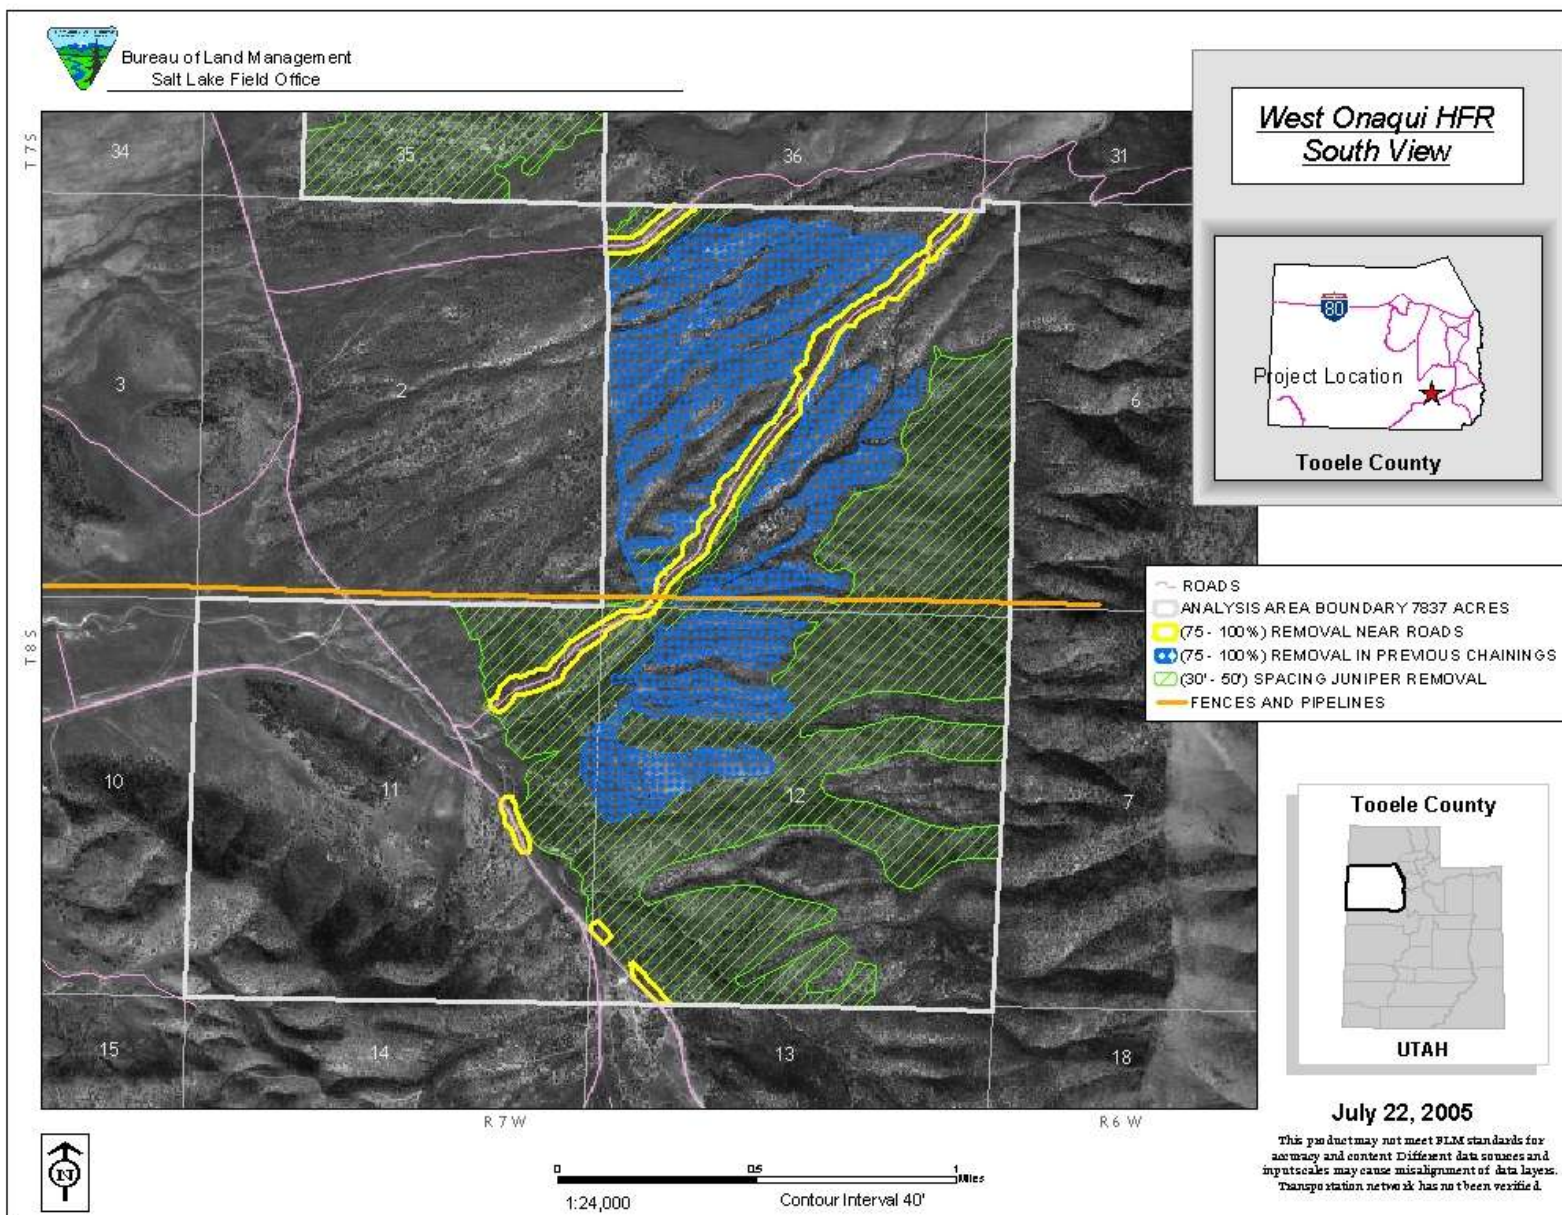 Bureau of Land Management
Salt Lake Field Office
West Onaqui HFR
South View
T 7 S
34
35
36
31
80
Project Location
Tooele County
3
2
1
6
T 8 S
ROADS
ANALYSIS AREA BOUNDARY 7837 ACRES
(75 - 100%) REMOVAL NEAR ROADS
(75 - 100%) REMOVAL IN PREVIOUS CHAININGS
(30' - 50') SPACING JUNIPER REMOVAL
FENCES AND PIPELINES
10
11
12
7
Tooele County
UTAH
15
14
13
18
R 7 W
R 6 W
July 22, 2005
This product may not meet BLM standards for
accuracy and content. Different data sources and
input scales may cause misalignment of data layers.
Transportation network has not been verified.
N
0 0.5 1
Miles
1:24,000
Contour Interval 40'